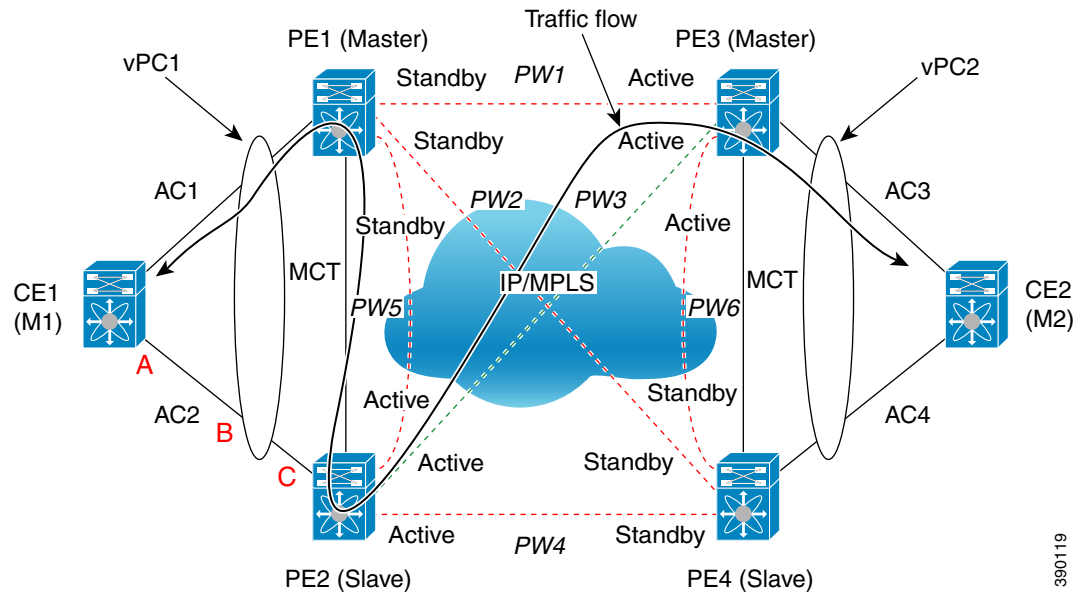 Traffic flow
PE1 (Master)
PE3 (Master)
vPC1
vPC2
Standby
PW1
Active
Standby
Active
AC1
AC3
PW2
PW3
Standby
Active
MCT
IP/MPLS
MCT
CE1
(M1)
PW5
PW6
CE2
(M2)
A
Active
Standby
AC2
AC4
B
C
Active
Standby
Active
PW4
Standby
PE2 (Slave)
PE4 (Slave)
390119